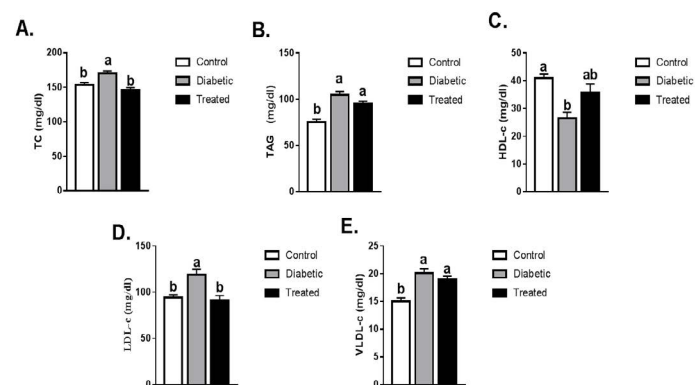 A.
TC (mg/dl)
200
150
100
50
0
b
a
b
Control
Diabetic
Treated
B.
TAG (mg/dl)
150
100
50
0
b
a
a
Control
Diabetic
Treated
C.
HDL-c (mg/dl)
50
40
30
20
10
0
a
b
ab
Control
Diabetic
Treated
D.
LDL-c (mg/dl)
150
100
50
0
b
a
b
Control
Diabetic
Treated
E.
VLDL-c (mg/dl)
25
20
15
10
5
0
b
a
a
Control
Diabetic
Treated